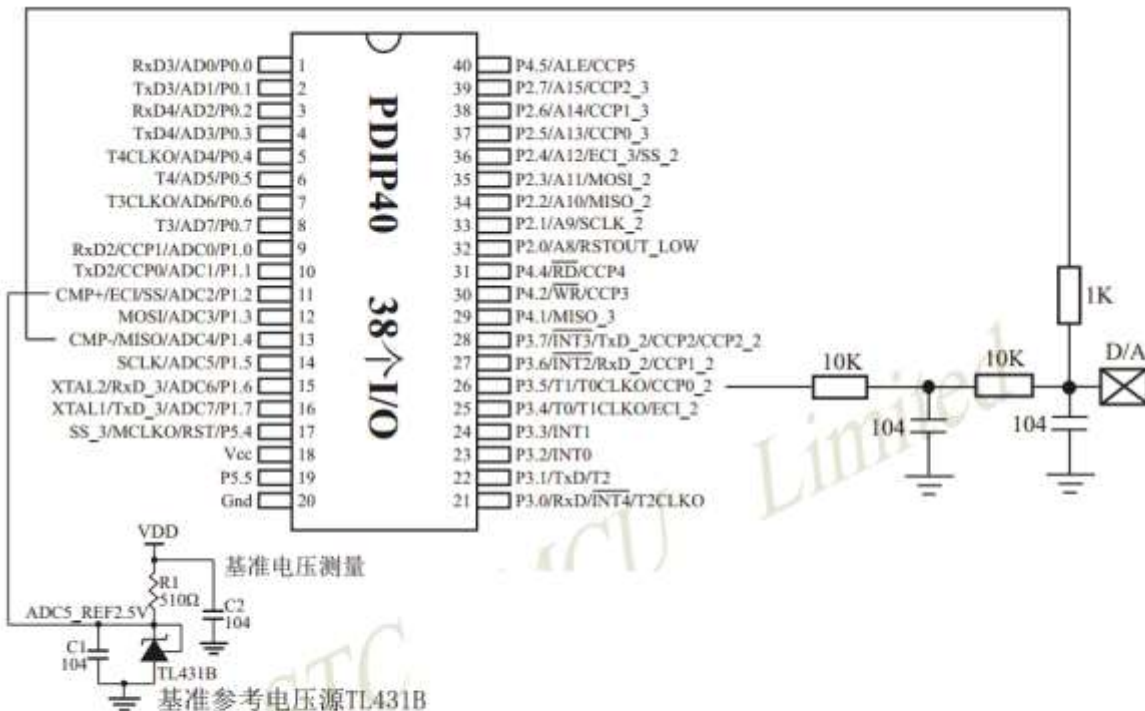 RxD3/AD0/P0.0 1
TxD3/AD1/P0.1 2
RxD4/AD2/P0.2 3
TxD4/AD3/P0.3 4
T4CLKO/AD4/P0.4 5
T4/AD5/P0.5 6
T3CLKO/AD6/P0.6 7
T3/AD7/P0.7 8
RxD2/CCP1/ADC0/P1.0 9
TxD2/CCP0/ADC1/P1.1 10
CMP+/ECI/SS/ADC2/P1.2 11
MOSI/ADC3/P1.3 12
CMP-/MISO/ADC4/P1.4 13
SCLK/ADC5/P1.5 14
XTAL2/RxD_3/ADC6/P1.6 15
XTAL1/TxD_3/ADC7/P1.7 16
SS_3/MCLKO/RST/P5.4 17
Vcc 18
P5.5 19
Gnd 20
PDIP40 38个I/O
40 P4.5/ALE/CCP5
39 P2.7/A15/CCP2_3
38 P2.6/A14/CCP1_3
37 P2.5/A13/CCP0_3
36 P2.4/A12/ECI_3/SS_2
35 P2.3/A11/MOSI_2
34 P2.2/A10/MISO_2
33 P2.1/A9/SCLK_2
32 P2.0/A8/RSTOUT_LOW
31 P4.4/RD/CCP4
30 P4.2/WR/CCP3
29 P4.1/MISO_3
28 P3.7/INT3/TxD_2/CCP2/CCP2_2
27 P3.6/INT2/RxD_2/CCP1_2
26 P3.5/T1/T0CLKO/CCP0_2
25 P3.4/T0/T1CLKO/ECI_2
24 P3.3/INT1
23 P3.2/INT0
22 P3.1/TxD/T2
21 P3.0/RxD/INT4/T2CLKO
1K
D/A
10K
10K
104
104
VDD
基准电压测量
R1
510Ω
C2
104
ADC5_REF2.5V
C1
104
TL431B
基准参考电压源TL431B
STC
MCU
Limited